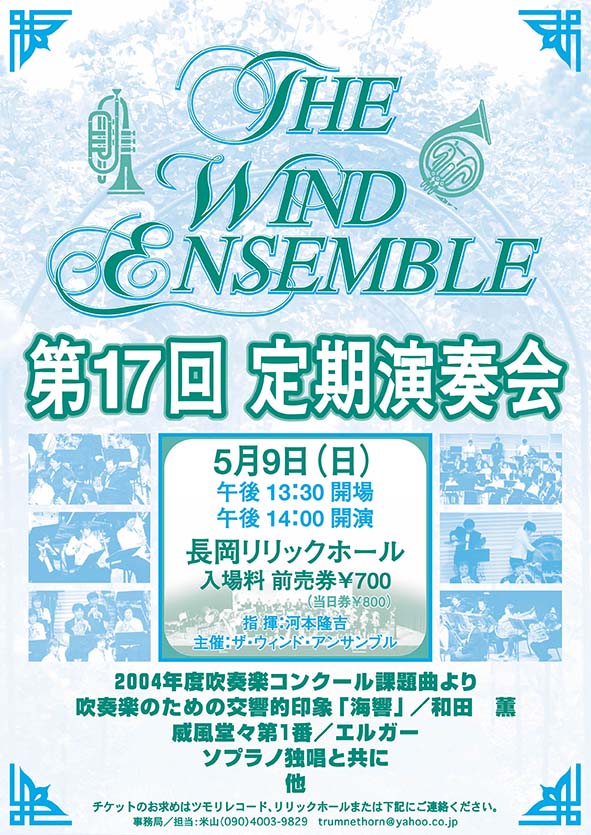 THE
WIND
ENSEMBLE
第17回 定期演奏会
5月9日（日）
午後 13:30 開場
午後 14:00 開演
長岡リリックホール
入場料 前売券¥700
（当日券¥800）
指 揮：河本隆吉
主催：ザ・ウィンド・アンサンブル
2004年度吹奏楽コンクール課題曲より
吹奏楽のための交響的印象「海響」／和田　薫
威風堂々第1番／エルガー
ソプラノ独唱と共に
他
チケットのお求めはツモリレコード、リリックホールまたは下記にご連絡ください。
事務局／担当：米山（090）4003-9829　trumnethorn@yahoo.co.jp